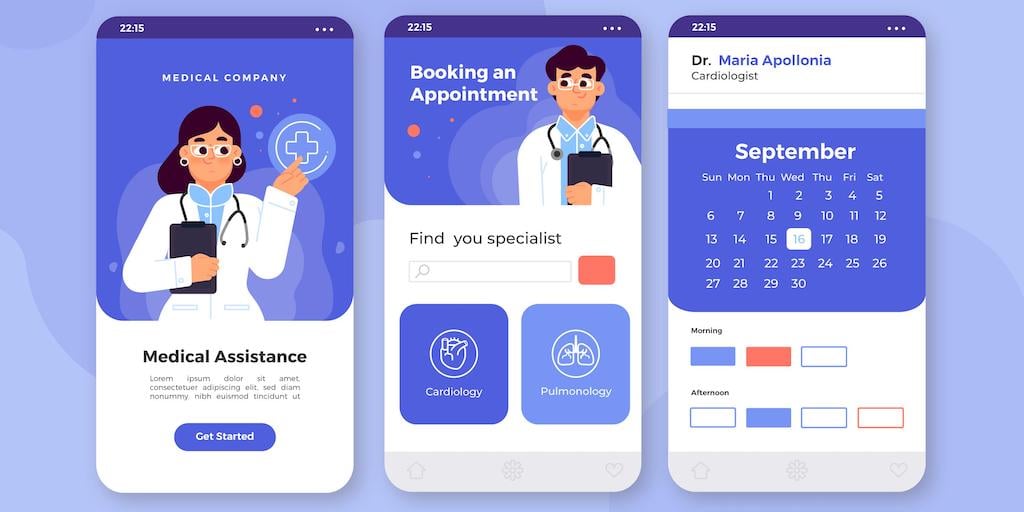 22:15
MEDICAL COMPANY
Medical Assistance
Lorem ipsum dolor sit amet,
consectetuer adipiscing elit, sed diam
nonummy. nibh euismod tincidunt ut
Get Started
22:15
Booking an
Appointment
Find you specialist
Cardiology
Pulmonology
22:15
Dr. Maria Apollonia
Cardiologist
September
Sun Mon Thu Wed Thu Fri Sat
1 2 3 4 5
6 7 8 9 10 11 12
13 14 15 16 17 18 19
20 21 22 23 24 25 26
27 28 29 30
Morning
Afternoon